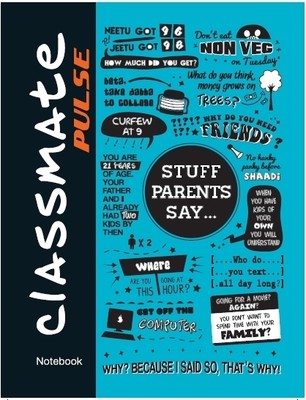 classmate
PULSE
Notebook
NEETU GOT 96
JEETU GOT 98
HOW MUCH DID YOU GET?
Don't eat
NON VEG
on Tuesday
beta,
take dabba
to college
What do you think,
money grows on
TREES?
CURFEW
AT 9
?!?! WHY DO YOU NEED
FRIENDS?
No hanky
panky before
SHAADI
YOU ARE
21 YEARS
OF AGE.
YOUR
FATHER
AND I
ALREADY
HAD TWO
KIDS BY
THEN
X 2
STUFF
PARENTS
SAY...
WHEN
YOU HAVE
KIDS OF
YOUR
OWN
YOU WILL
UNDERSTAND
Where
ARE YOU GOING AT
THIS HOUR?
[...Who do....]
[..you text...]
[.all day long?]
GET OFF THE
COMPUTER
GOING FOR A MOVIE?
AGAIN?
YOU DON'T WANT TO
SPEND TIME WITH YOUR
FAMILY?
WHY? BECAUSE I SAID SO, THAT'S WHY!